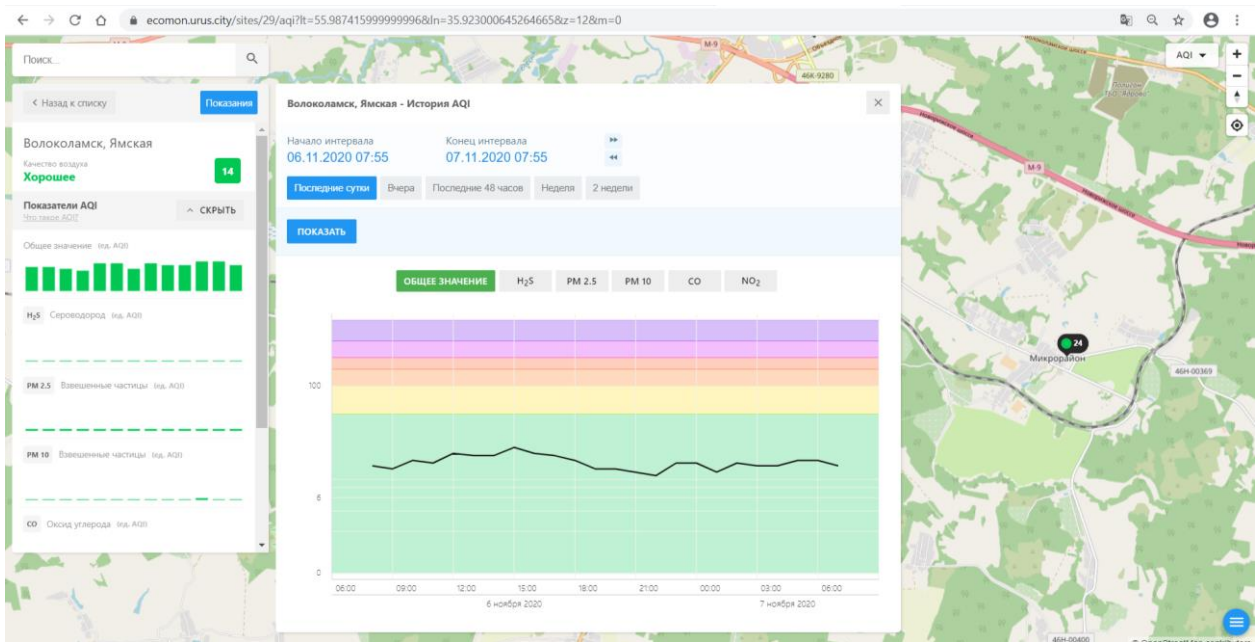 ecomon.urus.city/sites/29/aqi?lt=55.987415999999996&ln=35.923000645264665&z=12&m=0
Поиск...
М-9
46К-9280
AQI
Назад к списку
Показания
Волоколамск, Ямская
Качество воздуха
Хорошее
14
Показатели AQI
Что такое AQI?
СКРЫТЬ
Общее значение (ед. AQI)
H₂S Сероводород (ед. AQI)
PM 2.5 Взвешенные частицы (ед. AQI)
PM 10 Взвешенные частицы (ед. AQI)
CO Оксид углерода (ед. AQI)
Волоколамск, Ямская - История AQI
Начало интервала
06.11.2020 07:55
Конец интервала
07.11.2020 07:55
Последние сутки Вчера Последние 48 часов Неделя 2 недели
ПОКАЗАТЬ
ОБЩЕЕ ЗНАЧЕНИЕ H₂S PM 2.5 PM 10 CO NO₂
100
6
0
06:00 09:00 12:00 15:00 18:00 21:00 00:00 03:00 06:00
6 ноября 2020 7 ноября 2020
М-9
24
Микрорайон
46Н-00369
46Н-00400